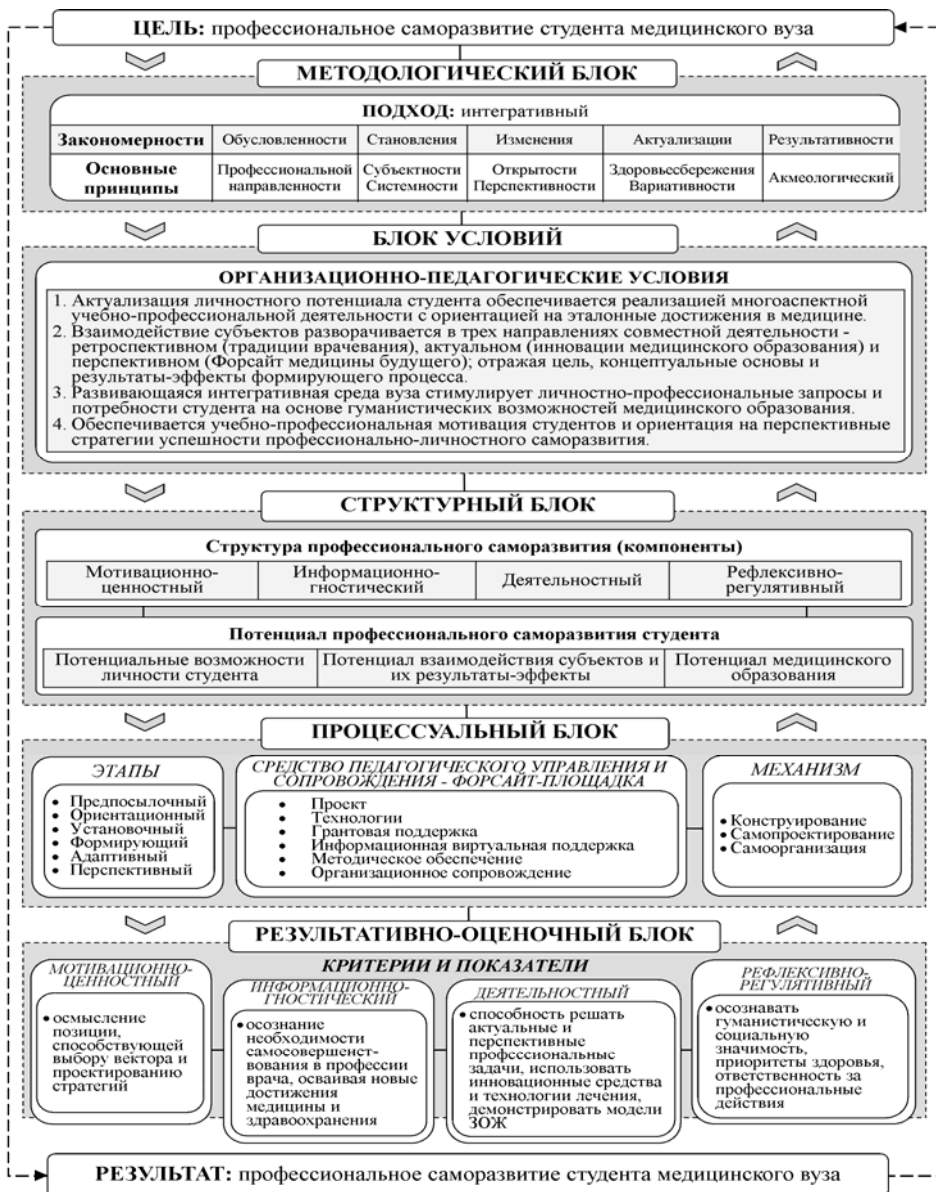 ЦЕЛЬ: профессиональное саморазвитие студента медицинского вуза
МЕТОДОЛОГИЧЕСКИЙ БЛОК
ПОДХОД: интегративный
Закономерности Обусловленности Становления Изменения Актуализации Результативности
Основные принципы
Профессиональной направленности
Субъектности
Системности
Открытости
Перспективности
Здоровьесбережения
Вариативности
Акмеологический
БЛОК УСЛОВИЙ
ОРГАНИЗАЦИОННО-ПЕДАГОГИЧЕСКИЕ УСЛОВИЯ
1. Актуализация личностного потенциала студента обеспечивается реализацией многоаспектной
учебно-профессиональной деятельности с ориентацией на эталонные достижения в медицине.
2. Взаимодействие субъектов разворачивается в трех направлениях совместной деятельности -
ретроспективном (традиции врачевания), актуальном (инновации медицинского образования) и
перспективном (Форсайт медицины будущего); отражая цель, концептуальные основы и
результаты-эффекты формирующего процесса.
3. Развивающаяся интегративная среда вуза стимулирует личностно-профессиональные запросы и
потребности студента на основе гуманистических возможностей медицинского образования.
4. Обеспечивается учебно-профессиональная мотивация студентов и ориентация на перспективные
стратегии успешности профессионально-личностного саморазвития.
СТРУКТУРНЫЙ БЛОК
Структура профессионального саморазвития (компоненты)
Мотивационно-
ценностный
Информационно-
гностический
Деятельностный
Рефлексивно-
регулятивный
Потенциал профессионального саморазвития студента
Потенциальные возможности
личности студента
Потенциал взаимодействия субъектов и
их результаты-эффекты
Потенциал медицинского
образования
ПРОЦЕССУАЛЬНЫЙ БЛОК
ЭТАПЫ
• Предпосылочный
• Ориентационный
• Установочный
• Формирующий
• Адаптивный
• Перспективный
СРЕДСТВО ПЕДАГОГИЧЕСКОГО УПРАВЛЕНИЯ И
СОПРОВОЖДЕНИЯ - ФОРСАЙТ-ПЛОЩАДКА
• Проект
• Технологии
• Грантовая поддержка
• Информационная виртуальная поддержка
• Методическое обеспечение
• Организационное сопровождение
МЕХАНИЗМ
• Конструирование
• Самопроектирование
• Самоорганизация
РЕЗУЛЬТАТИВНО-ОЦЕНОЧНЫЙ БЛОК
КРИТЕРИИ И ПОКАЗАТЕЛИ
МОТИВАЦИОННО-
ЦЕННОСТНЫЙ
• осмысление
позиции,
способствующей
выбору вектора и
проектированию
стратегий
ИНФОРМАЦИОННО-
ГНОСТИЧЕСКИЙ
• осознание
необходимости
самосовершенст-
вования в профессии
врача, осваивая новые
достижения
медицины и
здравоохранения
ДЕЯТЕЛЬНОСТНЫЙ
• способность решать
актуальные и
перспективные
профессиональные
задачи, использовать
инновационные средства
и технологии лечения,
демонстрировать модели
ЗОЖ
РЕФЛЕКСИВНО-
РЕГУЛЯТИВНЫЙ
• осознавать
гуманистическую и
социальную
значимость,
приоритеты здоровья,
ответственность за
профессиональные
действия
РЕЗУЛЬТАТ: профессиональное саморазвитие студента медицинского вуза